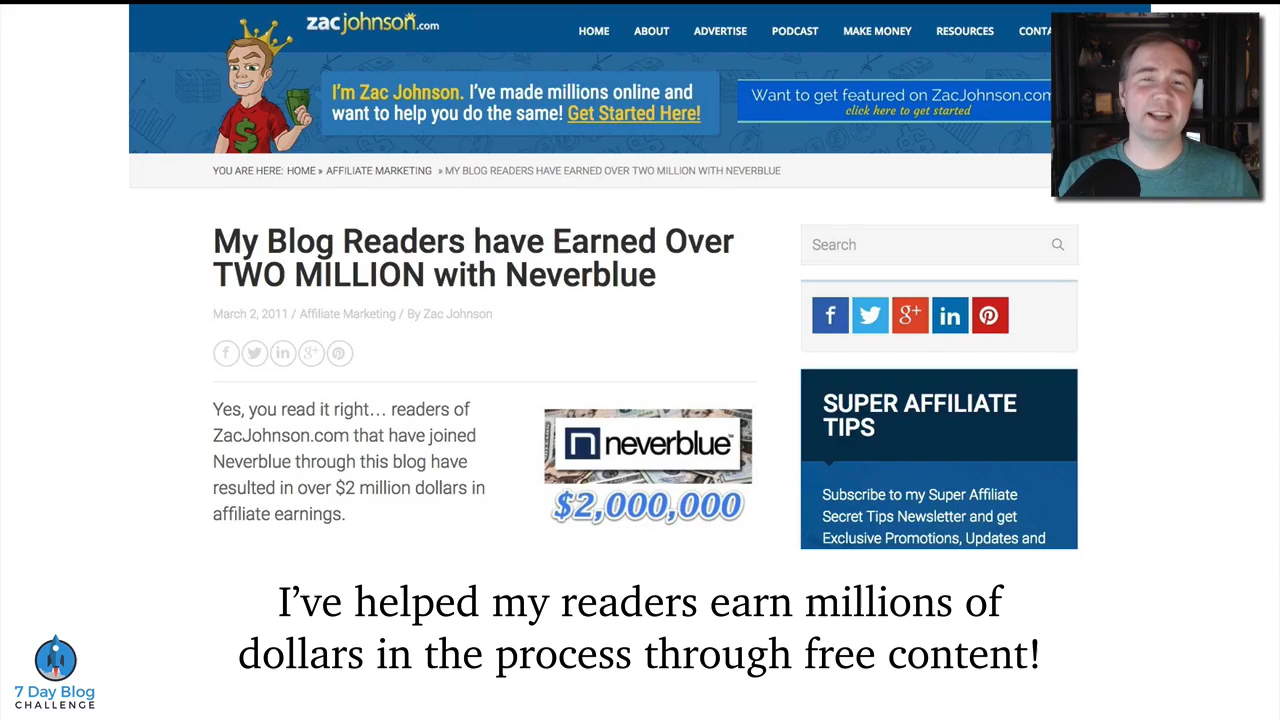 zacjohnson.com
HOME ABOUT ADVERTISE PODCAST MAKE MONEY RESOURCES CONTA
I'm Zac Johnson. I've made millions online and
want to help you do the same! Get Started Here!
Want to get featured on ZacJohnson.com
click here to get started
YOU ARE HERE: HOME » AFFILIATE MARKETING » MY BLOG READERS HAVE EARNED OVER TWO MILLION WITH NEVERBLUE
My Blog Readers have Earned Over
TWO MILLION with Neverblue
March 2, 2011 / Affiliate Marketing / By Zac Johnson
Yes, you read it right… readers of
ZacJohnson.com that have joined
Neverblue through this blog have
resulted in over $2 million dollars in
affiliate earnings.
neverblue™
$2,000,000
Search
SUPER AFFILIATE
TIPS
Subscribe to my Super Affiliate
Secret Tips Newsletter and get
Exclusive Promotions, Updates and
I've helped my readers earn millions of
dollars in the process through free content!
7 Day Blog
CHALLENGE